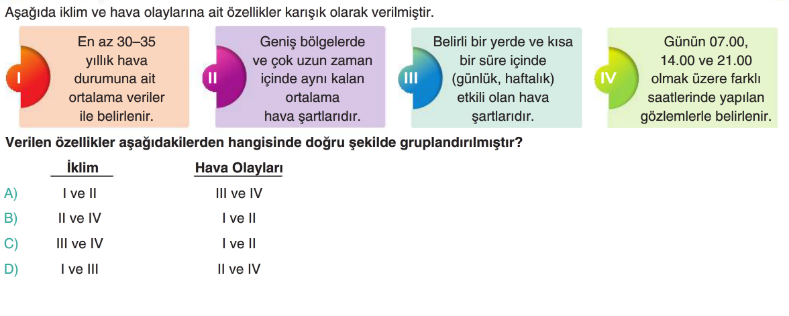 Aşağıda iklim ve hava olaylarına ait özellikler karışık olarak verilmiştir.
I
En az 30–35
yıllık hava
durumuna ait
ortalama veriler
ile belirlenir.
II
Geniş bölgelerde
ve çok uzun zaman
içinde aynı kalan
ortalama
hava şartlarıdır.
III
Belirli bir yerde ve kısa
bir süre içinde
(günlük, haftalık)
etkili olan hava
şartlarıdır.
IV
Günün 07.00,
14.00 ve 21.00
olmak üzere farklı
saatlerinde yapılan
gözlemlerle belirlenir.
Verilen özellikler aşağıdakilerden hangisinde doğru şekilde gruplandırılmıştır?
İklim Hava Olayları
A) I ve II III ve IV
B) II ve IV I ve II
C) III ve IV I ve II
D) I ve III II ve IV